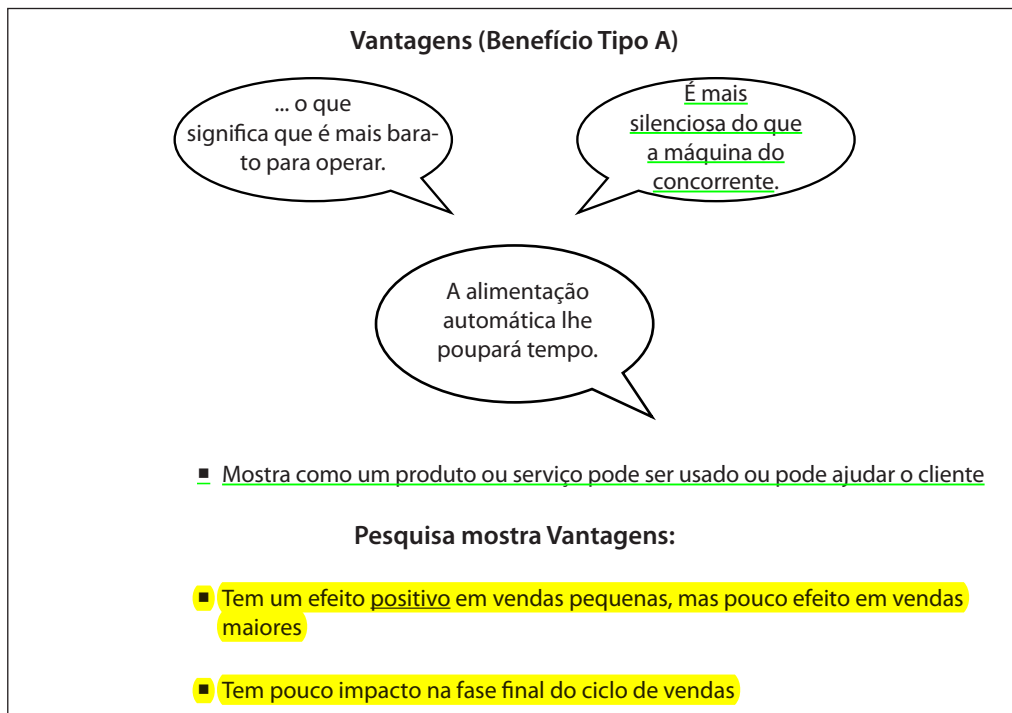 Vantagens (Benefício Tipo A)
... o que
significa que é mais bara-
to para operar.
É mais
silenciosa do que
a máquina do
concorrente.
A alimentação
automática lhe
poupará tempo.
■ Mostra como um produto ou serviço pode ser usado ou pode ajudar o cliente
Pesquisa mostra Vantagens:
■ Tem um efeito positivo em vendas pequenas, mas pouco efeito em vendas
maiores
■ Tem pouco impacto na fase final do ciclo de vendas